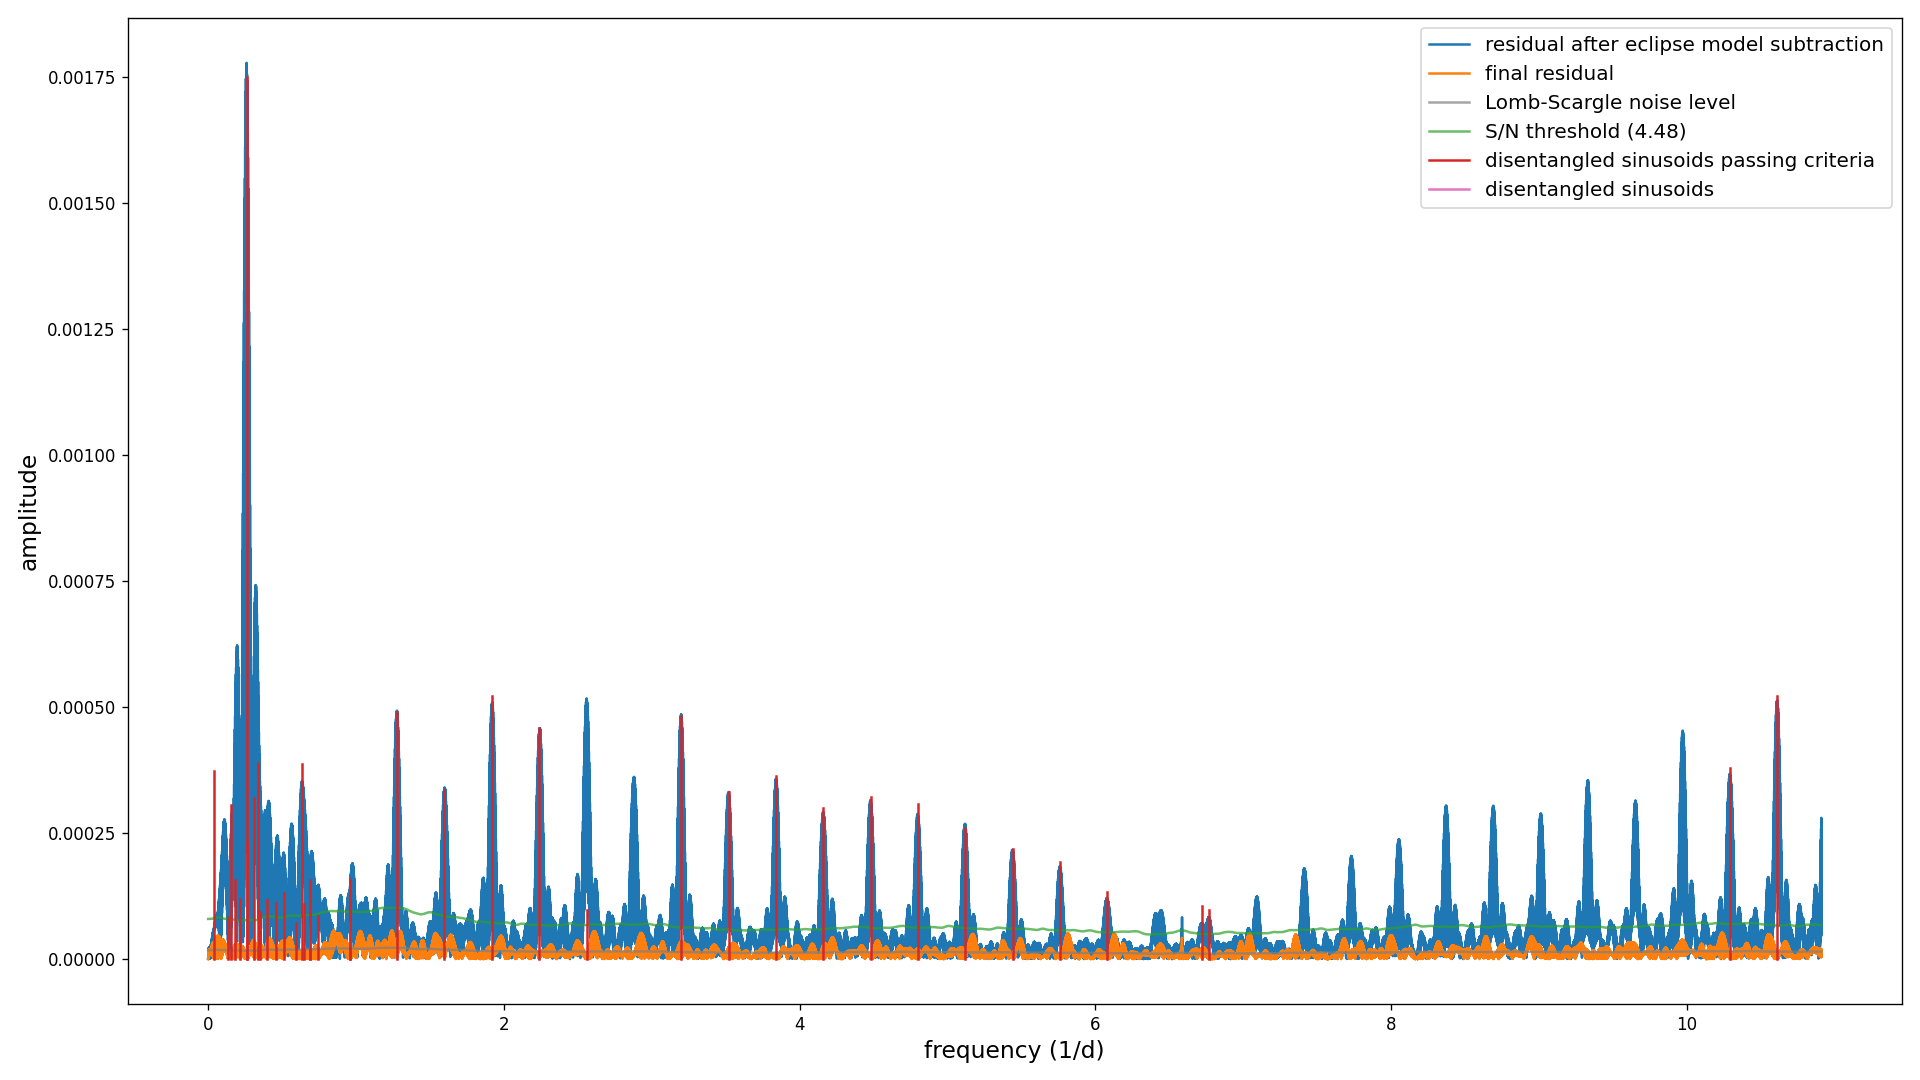 residual after eclipse model subtraction
final residual
Lomb-Scargle noise level
S/N threshold (4.48)
disentangled sinusoids passing criteria
disentangled sinusoids
0.00175
0.00150
0.00125
0.00100
0.00075
0.00050
0.00025
0.00000
amplitude
0 2 4 6 8 10
frequency (1/d)